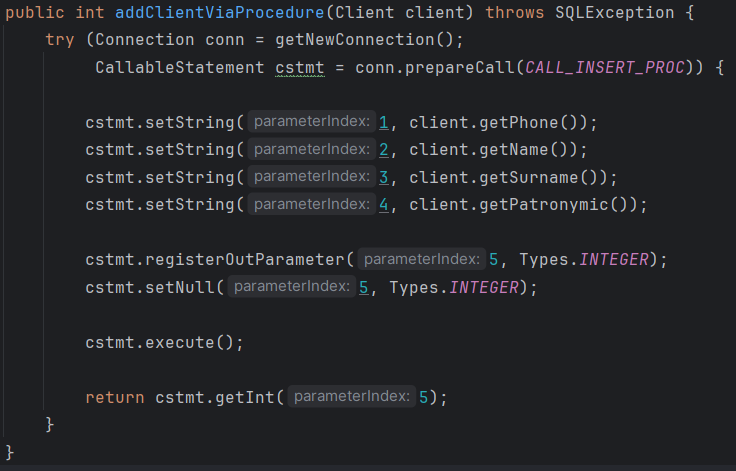 public int addClientViaProcedure(Client client) throws SQLException {
    try (Connection conn = getNewConnection();
         CallableStatement cstmt = conn.prepareCall(CALL_INSERT_PROC)) {
        cstmt.setString( parameterIndex: 1, client.getPhone());
        cstmt.setString( parameterIndex: 2, client.getName());
        cstmt.setString( parameterIndex: 3, client.getSurname());
        cstmt.setString( parameterIndex: 4, client.getPatronymic());
        cstmt.registerOutParameter( parameterIndex: 5, Types.INTEGER);
        cstmt.setNull( parameterIndex: 5, Types.INTEGER);
        cstmt.execute();
        return cstmt.getInt( parameterIndex: 5);
    }
}